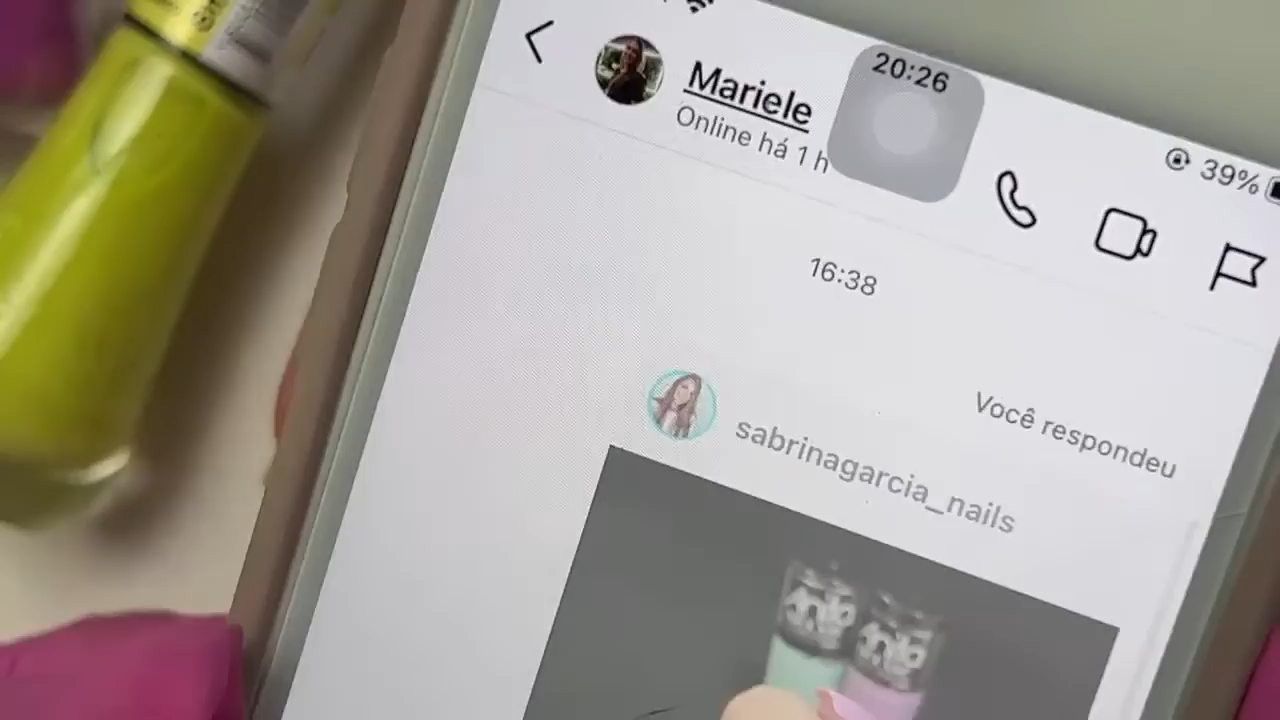 20:26
39%
Mariele
Online há 1 h
16:38
Você respondeu
sabrinagarcia_nails